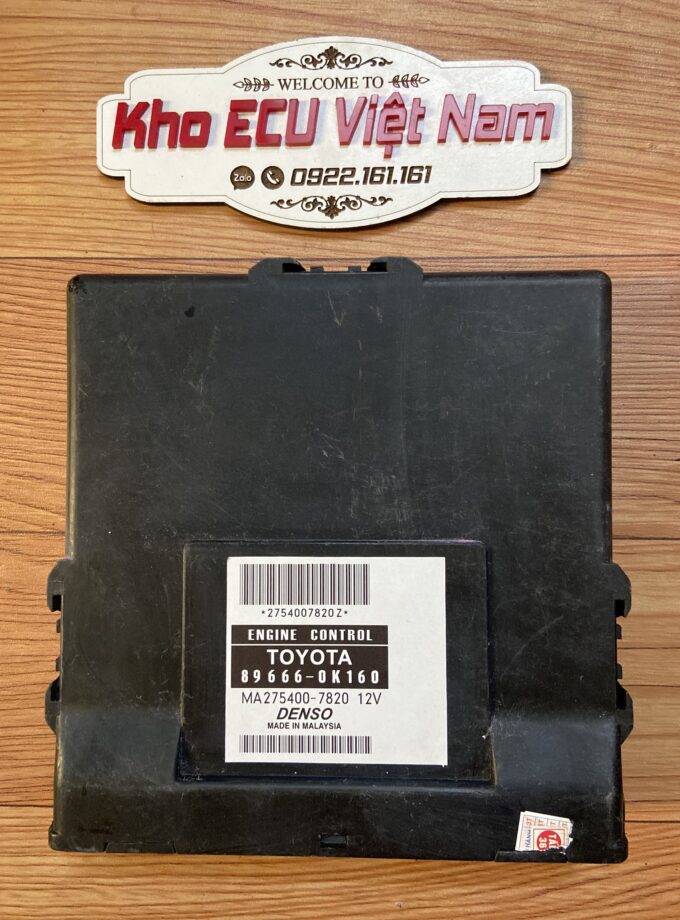 WELCOME TO
Kho ECU Việt Nam
Zalo 0922.161.161
*2754007820Z*
ENGINE CONTROL
TOYOTA
89666-0K160
MA275400-7820 12V
DENSO
MADE IN MALAYSIA